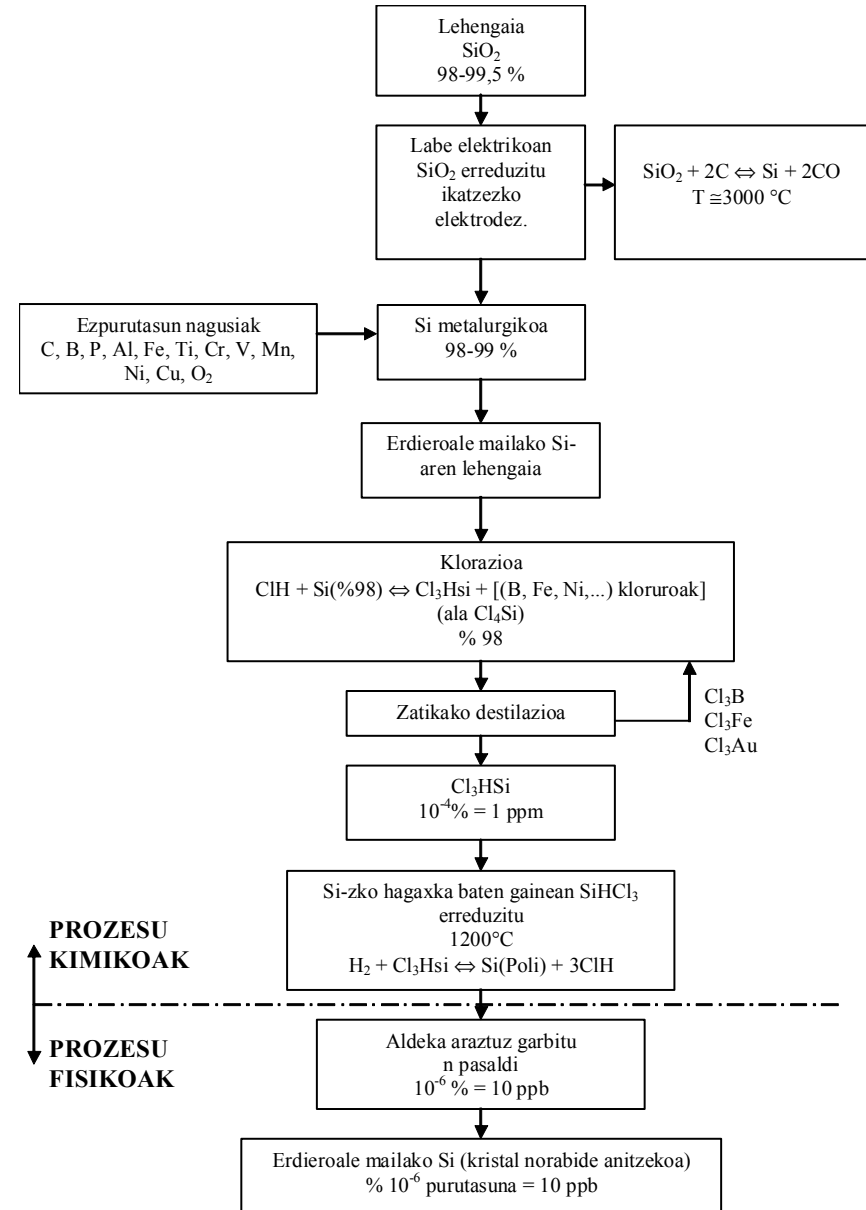 Lehengaia
SiO₂
98-99,5 %
Labe elektrikoan
SiO₂ erreduzitu
ikatzezko
elektrodez.
SiO₂ + 2C ⇔ Si + 2CO
T ≅3000 °C
Ezpurutasun nagusiak
C, B, P, Al, Fe, Ti, Cr, V, Mn,
Ni, Cu, O₂
Si metalurgikoa
98-99 %
Erdieroale mailako Si-
aren lehengaia
Klorazioa
ClH + Si(%98) ⇔ Cl₃Hsi + [(B, Fe, Ni,...) kloruroak]
(ala Cl₄Si)
% 98
Zatikako destilazioa
Cl₃B
Cl₃Fe
Cl₃Au
Cl₃HSi
10⁻⁴% = 1 ppm
Si-zko hagaxka baten gainean SiHCl₃
erreduzitu
1200°C
H₂ + Cl₃Hsi ⇔ Si(Poli) + 3ClH
PROZESU
KIMIKOAK
PROZESU
FISIKOAK
Aldeka araztuz garbitu
n pasaldi
10⁻⁶ % = 10 ppb
Erdieroale mailako Si (kristal norabide anitzekoa)
% 10⁻⁶ purutasuna = 10 ppb